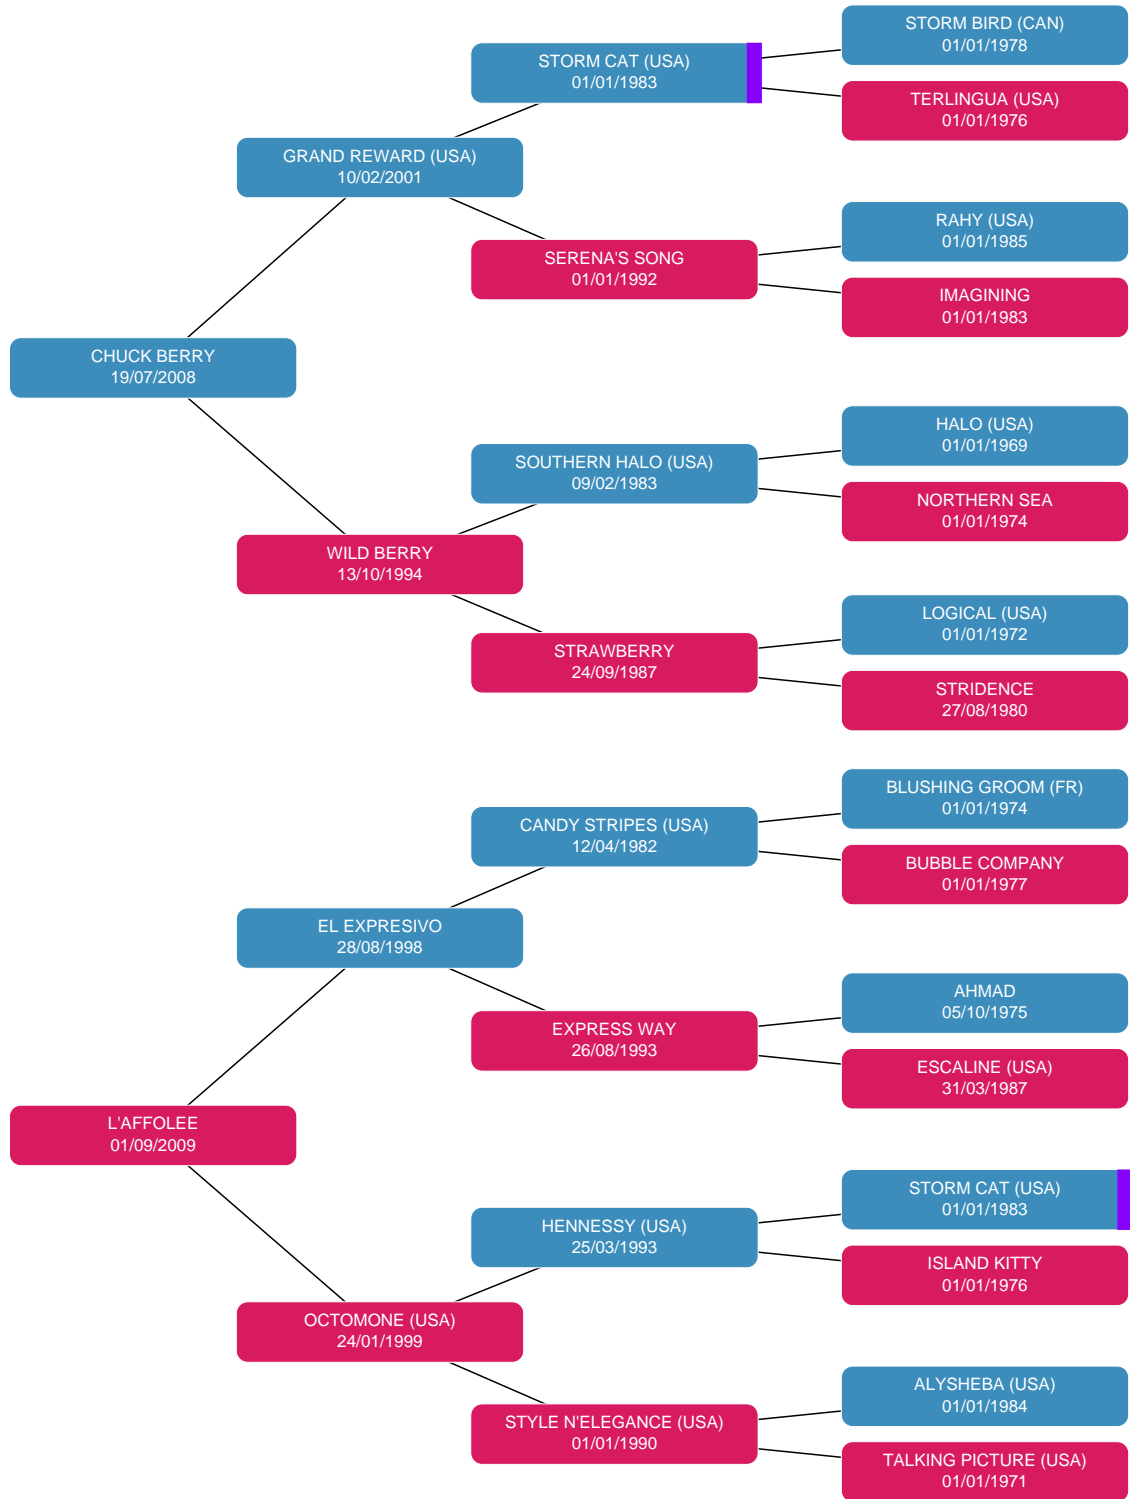 STORM BIRD (CAN)
01/01/1978
STORM CAT (USA)
01/01/1983
TERLINGUA (USA)
01/01/1976
GRAND REWARD (USA)
10/02/2001
RAHY (USA)
01/01/1985
SERENA'S SONG
01/01/1992
IMAGINING
01/01/1983
CHUCK BERRY
19/07/2008
HALO (USA)
01/01/1969
SOUTHERN HALO (USA)
09/02/1983
NORTHERN SEA
01/01/1974
WILD BERRY
13/10/1994
LOGICAL (USA)
01/01/1972
STRAWBERRY
24/09/1987
STRIDENCE
27/08/1980
BLUSHING GROOM (FR)
01/01/1974
CANDY STRIPES (USA)
12/04/1982
BUBBLE COMPANY
01/01/1977
EL EXPRESIVO
28/08/1998
AHMAD
05/10/1975
EXPRESS WAY
26/08/1993
ESCALINE (USA)
31/03/1987
L'AFFOLEE
01/09/2009
STORM CAT (USA)
01/01/1983
HENNESSY (USA)
25/03/1993
ISLAND KITTY
01/01/1976
OCTOMONE (USA)
24/01/1999
ALYSHEBA (USA)
01/01/1984
STYLE N'ELEGANCE (USA)
01/01/1990
TALKING PICTURE (USA)
01/01/1971